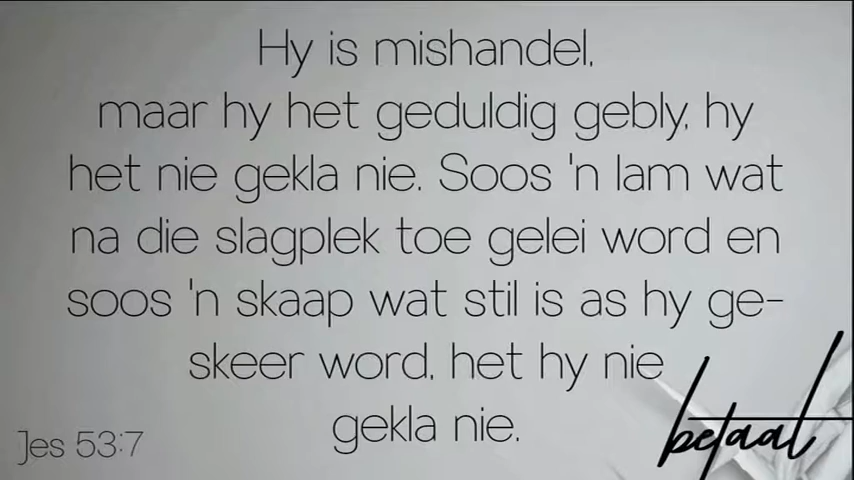 Hy is mishandel,
maar hy het geduldig gebly, hy
het nie gekla nie. Soos 'n lam wat
na die slagplek toe gelei word en
soos 'n skaap wat stil is as hy ge-
skeer word, het hy nie
gekla nie.
Jes 53:7
betaal